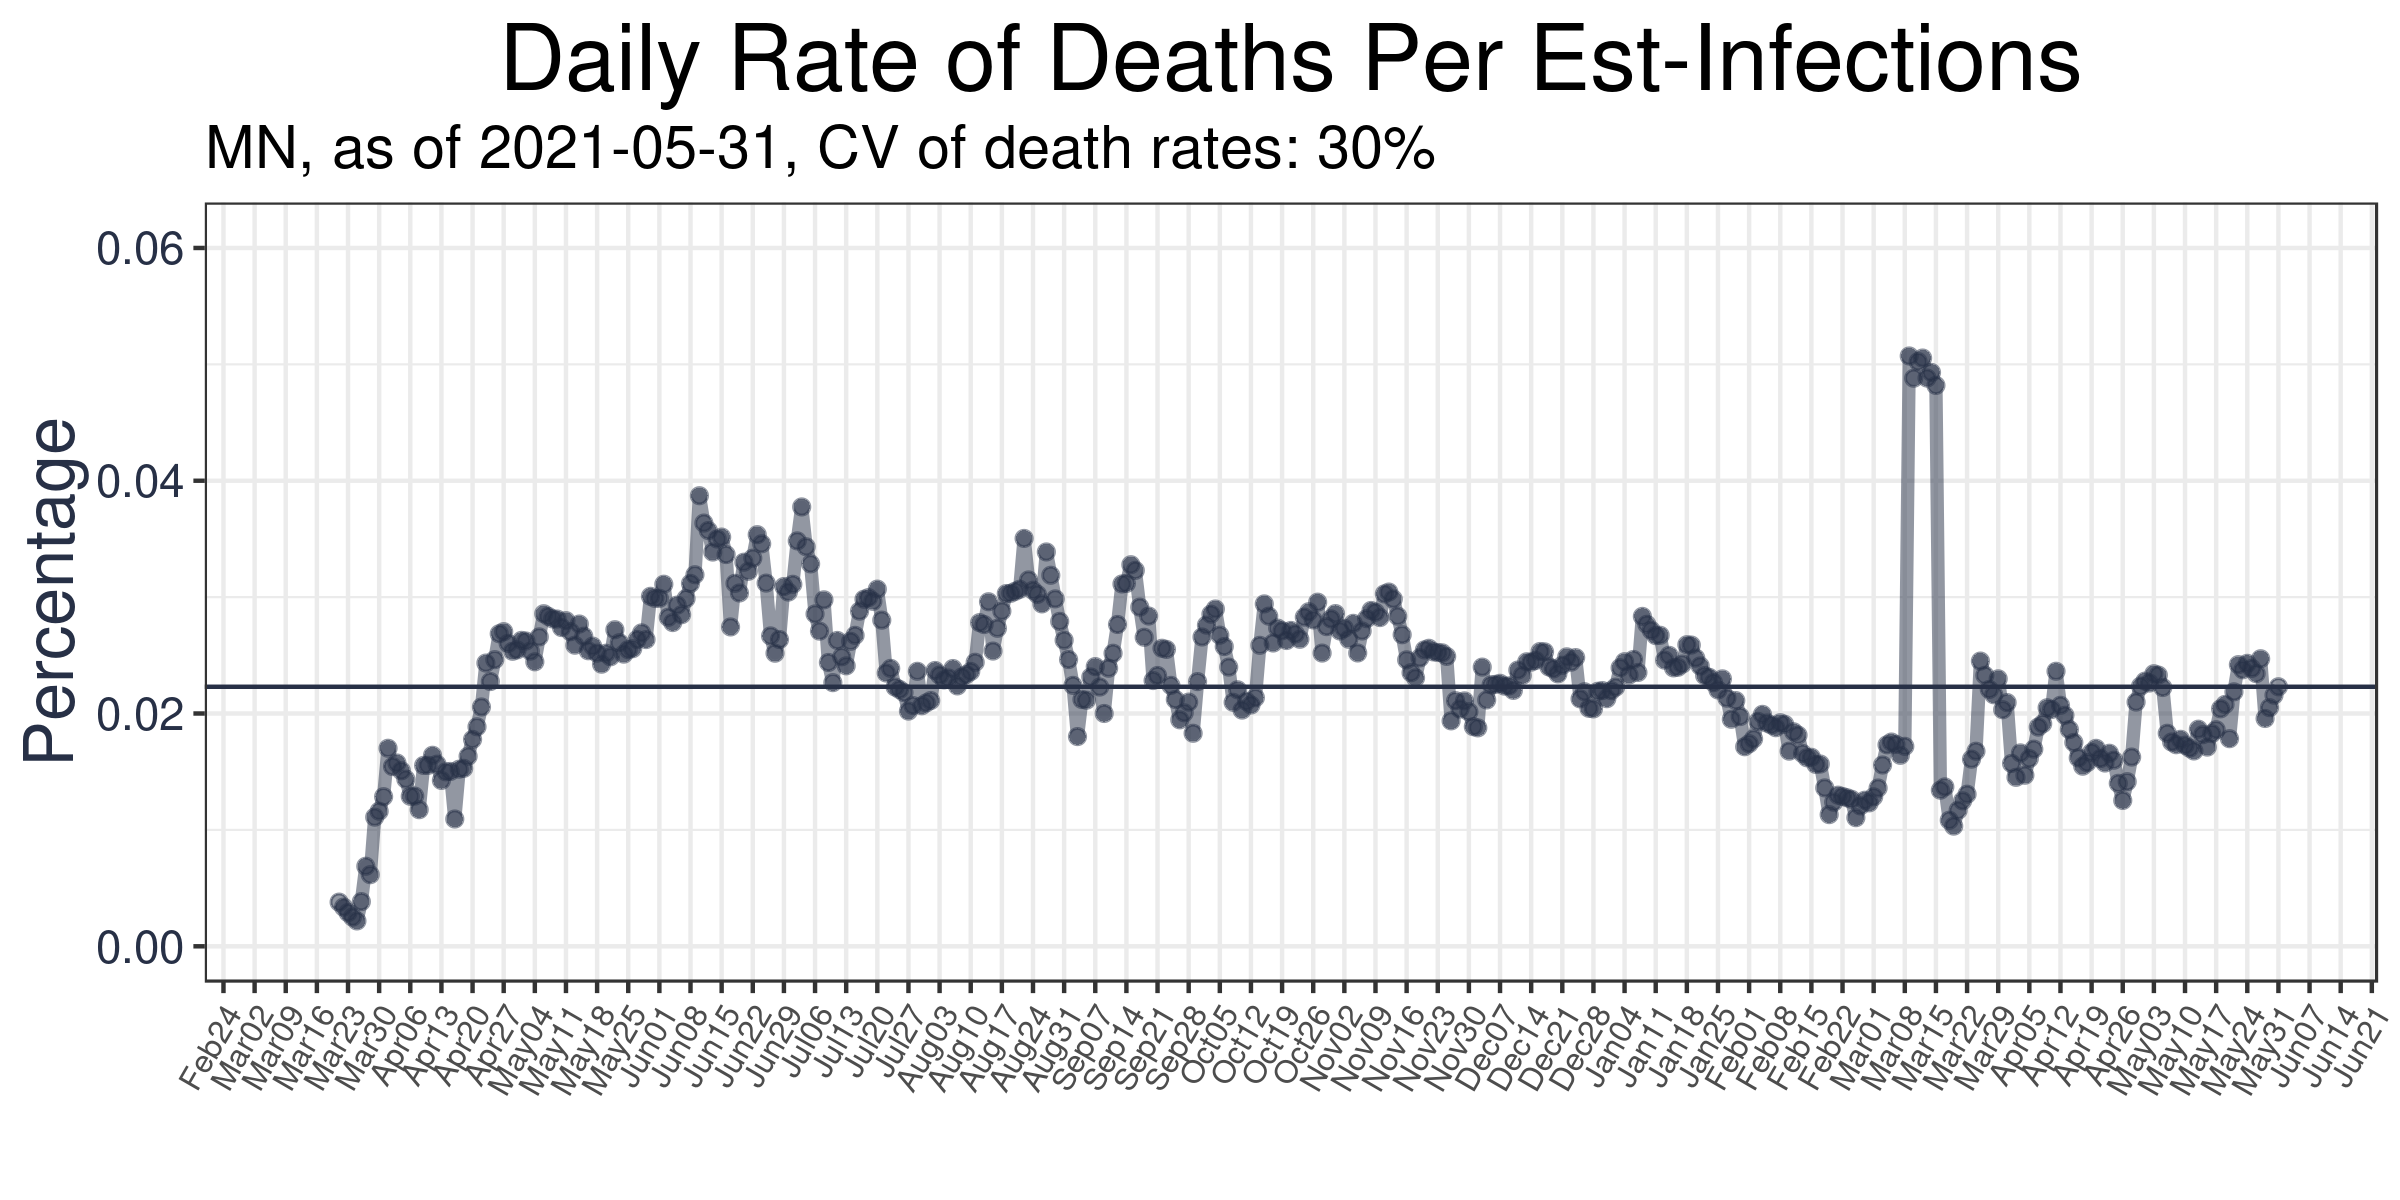 Daily Rate of Deaths Per Est-Infections
MN, as of 2021-05-31, CV of death rates: 30%
Percentage
0.06
0.04
0.02
0.00
Feb24
Mar02
Mar09
Mar16
Mar23
Mar30
Apr06
Apr13
Apr20
Apr27
May04
May11
May18
May25
Jun01
Jun08
Jun15
Jun22
Jun29
Jul06
Jul13
Jul20
Jul27
Aug03
Aug10
Aug17
Aug24
Aug31
Sep07
Sep14
Sep21
Sep28
Oct05
Oct12
Oct19
Oct26
Nov02
Nov09
Nov16
Nov23
Nov30
Dec07
Dec14
Dec21
Dec28
Jan04
Jan11
Jan18
Jan25
Feb01
Feb08
Feb15
Feb22
Mar01
Mar08
Mar15
Mar22
Mar29
Apr05
Apr12
Apr19
Apr26
May03
May10
May17
May24
May31
Jun07
Jun14
Jun21